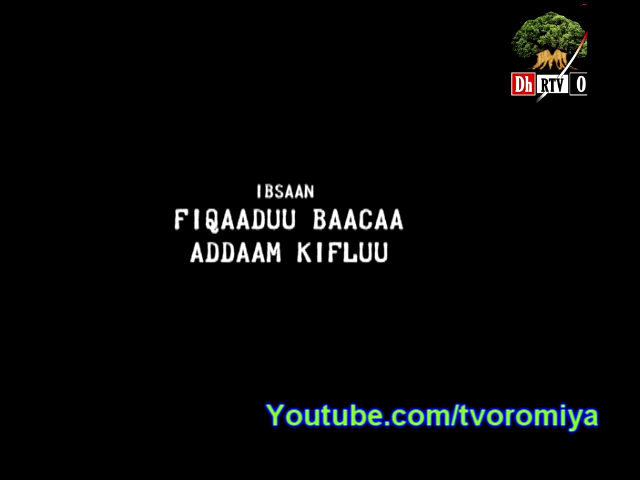 Dh RTV O
IBSAAN
FIQAADUU BAACAA
ADDAAM KIFLUU
Youtube.com/tvoromiya